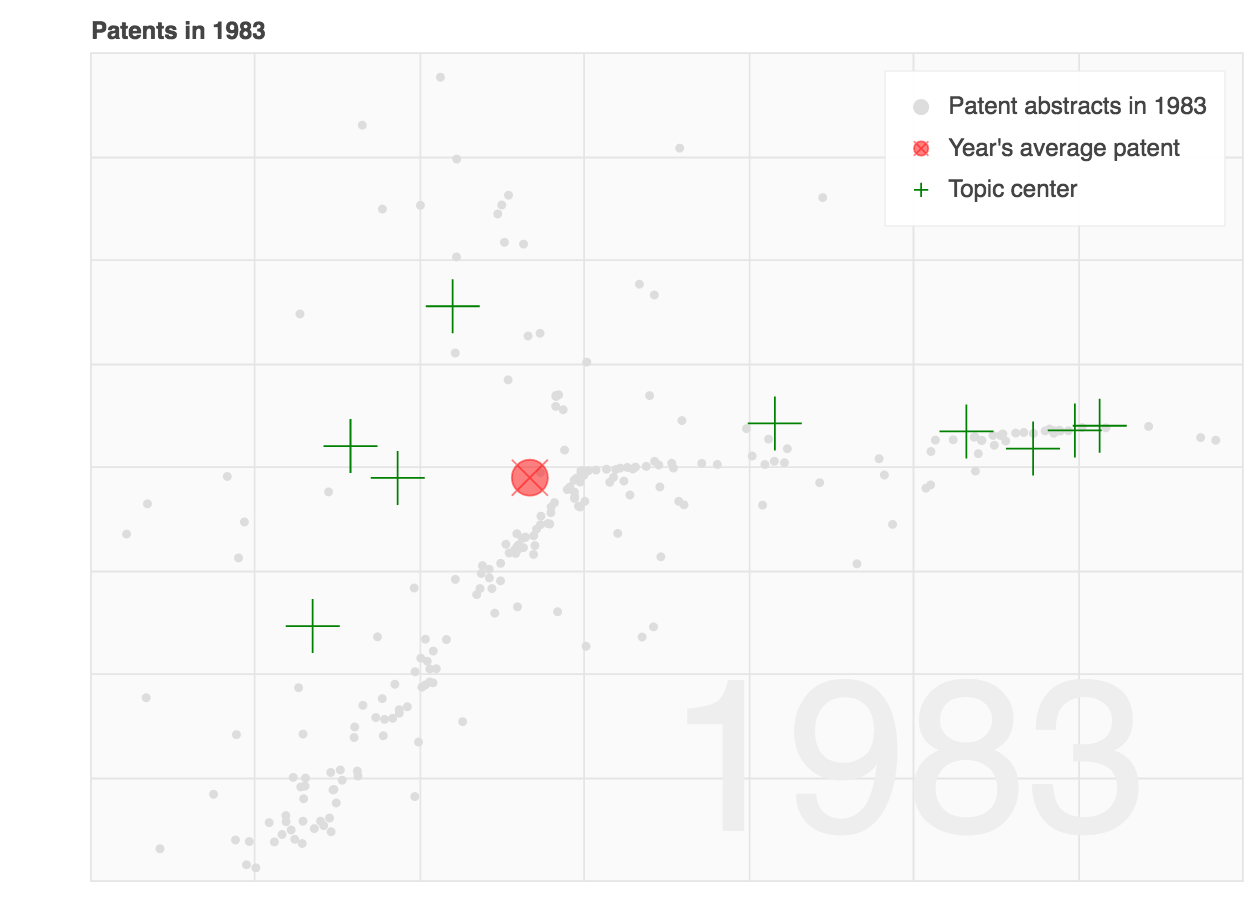 Patents in 1983
Patent abstracts in 1983
Year's average patent
Topic center
1983